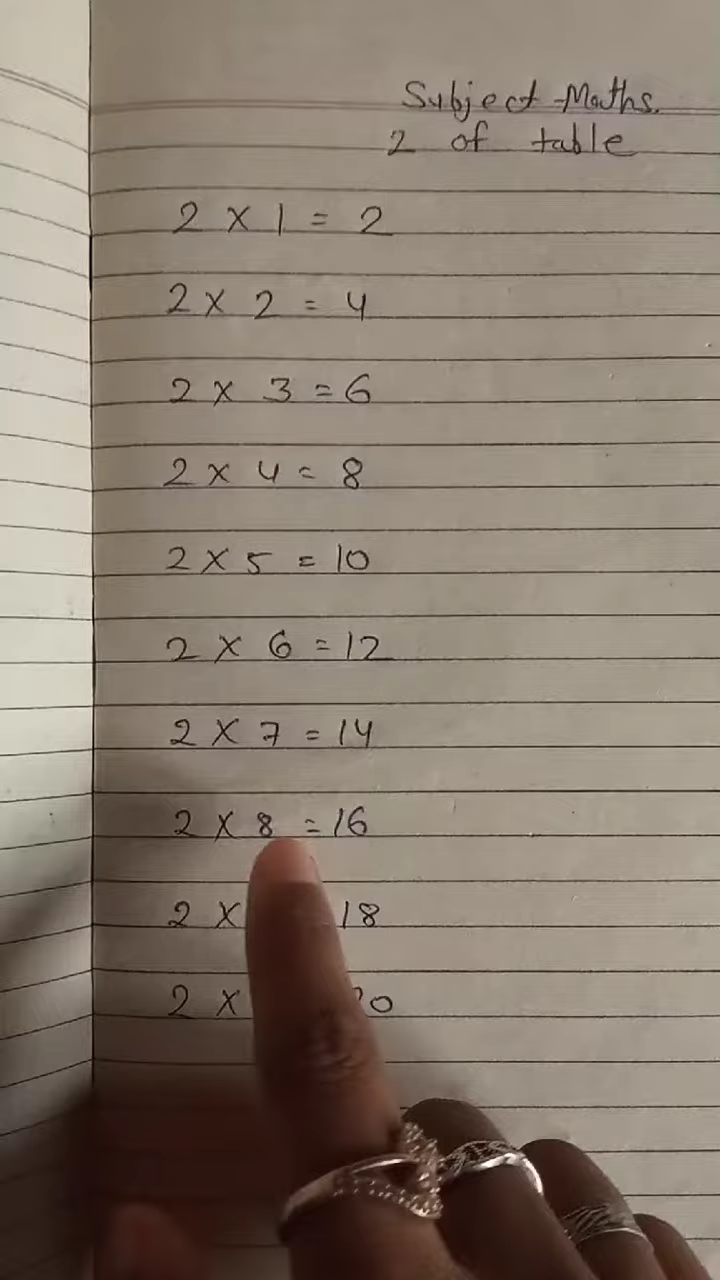 Subject Maths.
2 of table
2 X 1 = 2
2 X 2 = 4
2 X 3 = 6
2 X 4 = 8
2 X 5 = 10
2 X 6 = 12
2 X 7 = 14
2 X 8 = 16
2 X 18
2 X 0